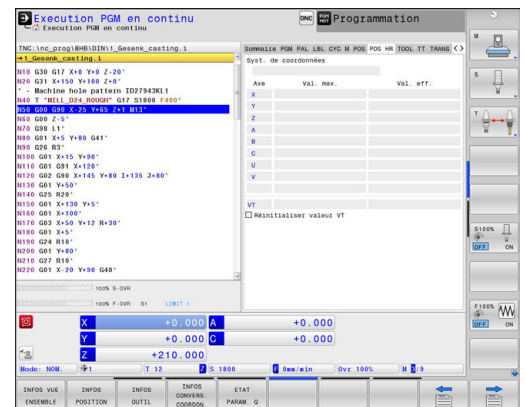 Execution PGM en continu
Execution PGM en continu
DNC
Programmation
TNC:\nc_prog\BHB\DIN\1_Gesenk_casting.i
→1_Gesenk_casting.i
N10 G30 G17 X+0 Y+0 Z-20*
N20 G31 X+150 Y+100 Z+0*
* - Machine hole pattern ID27943KL1
N40 T "MILL_D24_ROUGH" G17 S1800 F400*
N50 G00 G90 X-25 Y+65 Z+1 M13*
N60 G00 Z-5*
N70 G98 L1*
N80 G01 X+5 Y+80 G41*
N90 G26 R3*
N100 G01 X+15 Y+90*
N110 G01 G91 X+120*
N120 G02 G90 X+145 Y+80 I+135 J+80*
N130 G01 Y+50*
N140 G25 R20*
N150 G01 X+130 Y+5*
N160 G01 X+100*
N170 G03 X+50 Y+12 R+30*
N180 G01 X+5*
N190 G24 R10*
N200 G01 Y+80*
N210 G27 R10*
N220 G01 X-20 Y+90 G40*
100% S-OVR
100% F-OVR S1 LIMIT 1
Sommaire PGM PAL LBL CYC M POS POS HR TOOL TT TRANS
Syst. de coordonnées
Axe Val. max. Val. eff.
X
Y
Z
A
B
C
U
V
VT
Réinitialiser valeur VT
X +0.000 A +0.000
Y +0.000 C +0.000
Z +210.000
Mode: NOM. 1 T 12 Z S 1800 F 0mm/min Ovr 100% M 3/9
INFOS VUE ENSEMBLE
INFOS POSITION
INFOS OUTIL
INFOS CONVERS. COORDON.
ETAT PARAM. Q
M
S
T
S100%
OFF ON
F100%
OFF ON